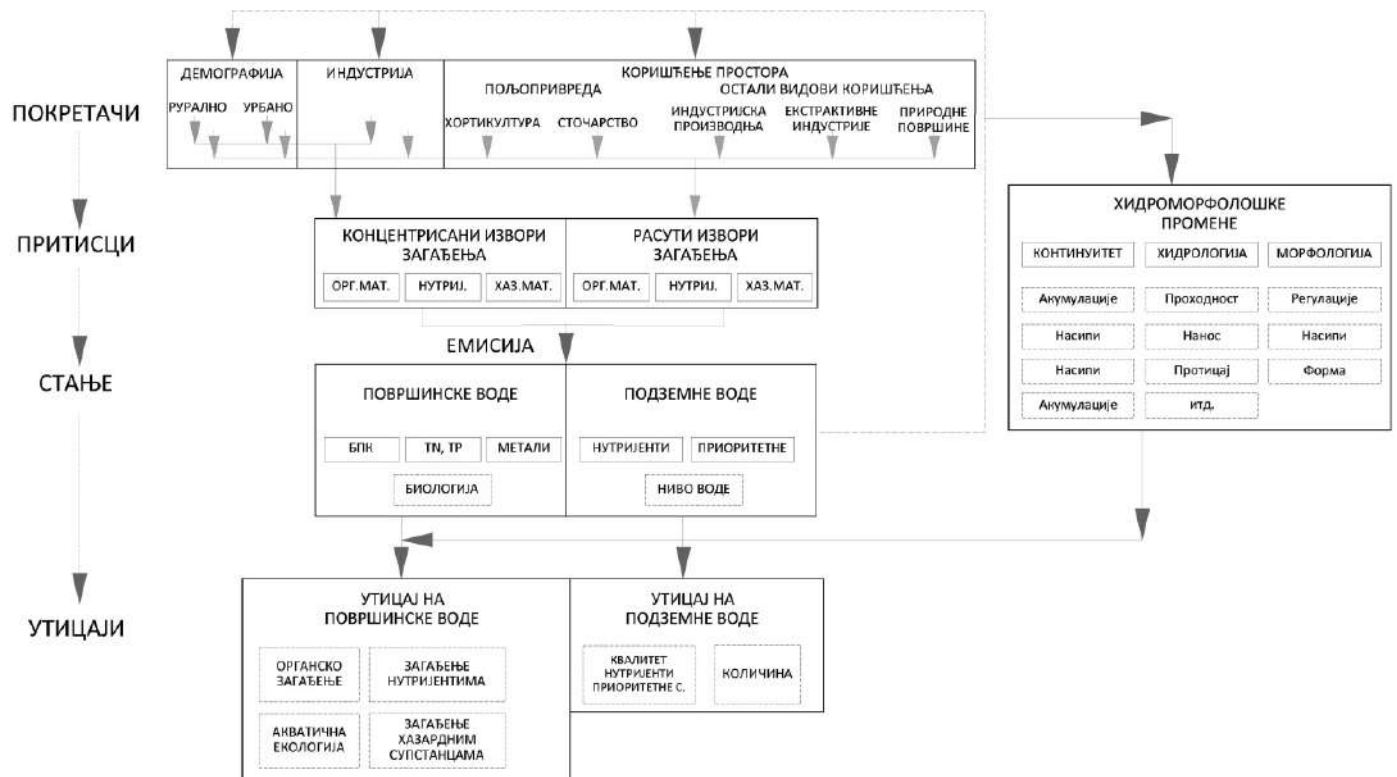 ПОКРЕТАЧИ
ДЕМОГРАФИЈА
РУРАЛНО УРБАНО
ИНДУСТРИЈА
КОРИШЋЕЊЕ ПРОСТОРА
ПОЉОПРИВРЕДА
ОСТАЛИ ВИДОВИ КОРИШЋЕЊА
ХОРТИКУЛТУРА
СТОЧАРСТВО
ИНДУСТРИЈСКА
ПРОИЗВОДЊА
ЕКСТРАКТИВНЕ
ИНДУСТРИЈЕ
ПРИРОДНЕ
ПОВРШИНЕ
ПРИТИСЦИ
КОНЦЕНТРИСАНИ ИЗВОРИ
ЗАГАЂЕЊА
ОРГ.МАТ.
НУТРИЈ.
ХАЗ.МАТ.
РАСУТИ ИЗВОРИ
ЗАГАЂЕЊА
ОРГ.МАТ.
НУТРИЈ.
ХАЗ.МАТ.
ХИДРОМОРФОЛОШКЕ
ПРОМЕНЕ
КОНТИНУИТЕТ
ХИДРОЛОГИЈА
МОРФОЛОГИЈА
Акумулације
Проходност
Регулације
Насипи
Нанос
Насипи
Насипи
Протицај
Форма
Акумулације
итд.
ЕМИСИЈА
СТАЊЕ
ПОВРШИНСКЕ ВОДЕ
БПК
TN, TP
МЕТАЛИ
БИОЛОГИЈА
ПОДЗЕМНЕ ВОДЕ
НУТРИЈЕНТИ
ПРИОРИТЕТНЕ
НИВО ВОДЕ
УТИЦАЈИ
УТИЦАЈ НА
ПОВРШИНСКЕ ВОДЕ
ОРГАНСКО
ЗАГАЂЕЊЕ
ЗАГАЂЕЊЕ
НУТРИЈЕНТИМА
АКВАТИЧНА
ЕКОЛОГИЈА
ЗАГАЂЕЊЕ
ХАЗАРДНИМ
СУПСТАНЦАМА
УТИЦАЈ НА
ПОДЗЕМНЕ ВОДЕ
КВАЛИТЕТ
НУТРИЈЕНТИ
ПРИОРИТЕТНЕ С.
КОЛИЧИНА